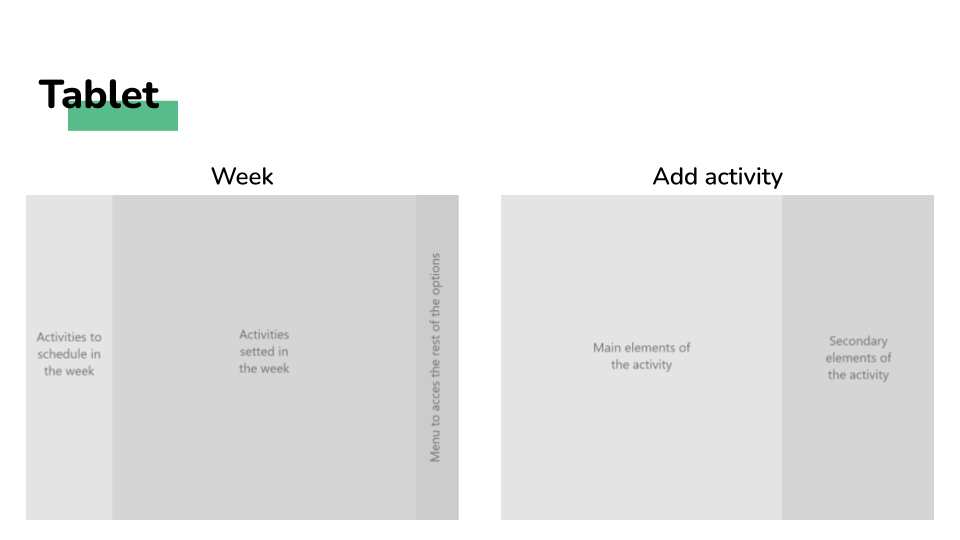 Tablet
Week
Activities to
schedule in
the week
Activities
setted in
the week
Menu to acces the rest of the options
Add activity
Main elements of
the activity
Secondary
elements of
the activity